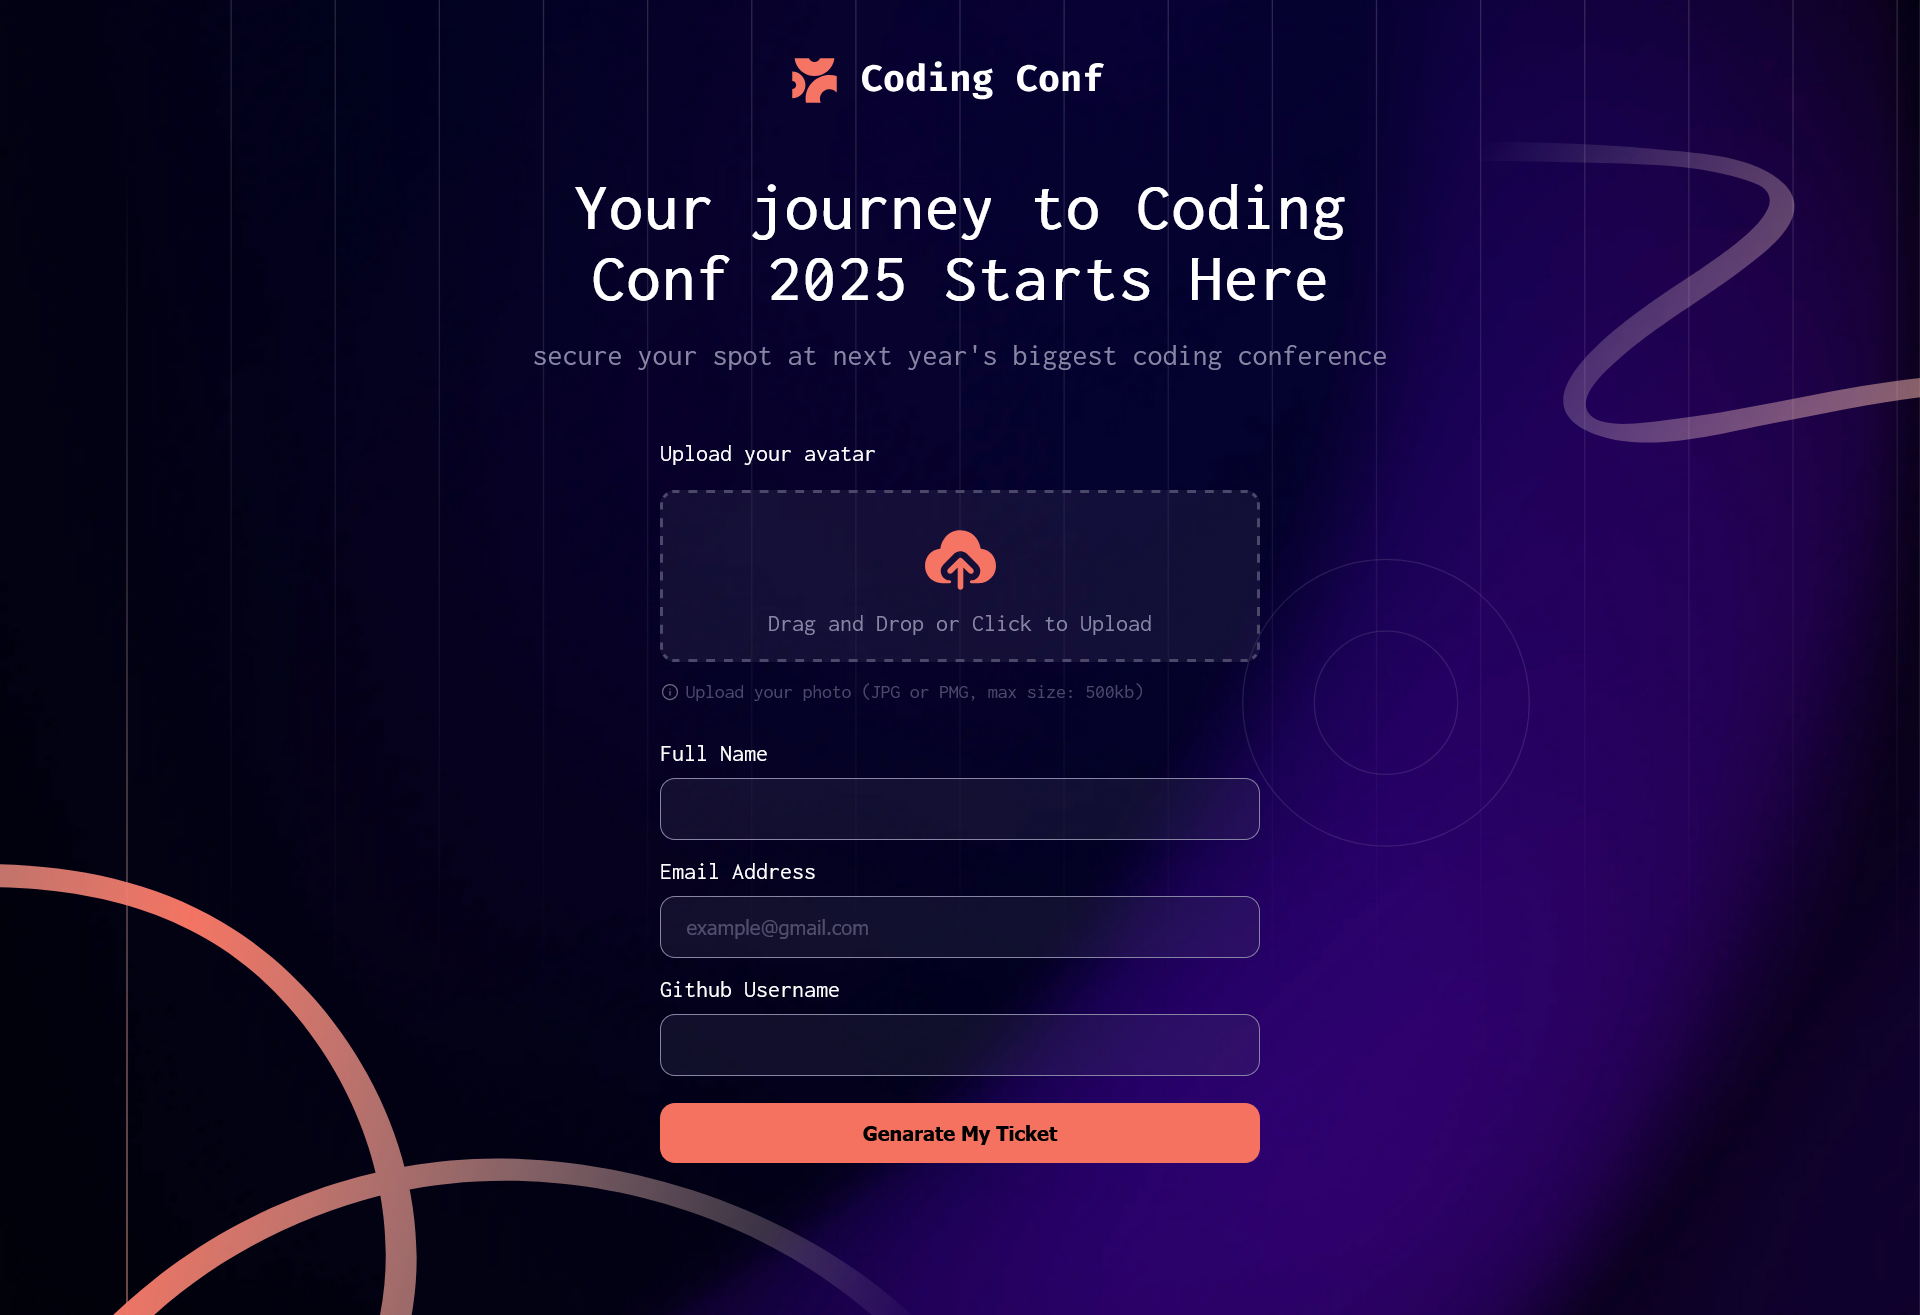 Coding Conf
Your journey to Coding
Conf 2025 Starts Here
secure your spot at next year's biggest coding conference
Upload your avatar
Drag and Drop or Click to Upload
Upload your photo (JPG or PMG, max size: 500kb)
Full Name
Email Address
example@gmail.com
Github Username
Genarate My Ticket